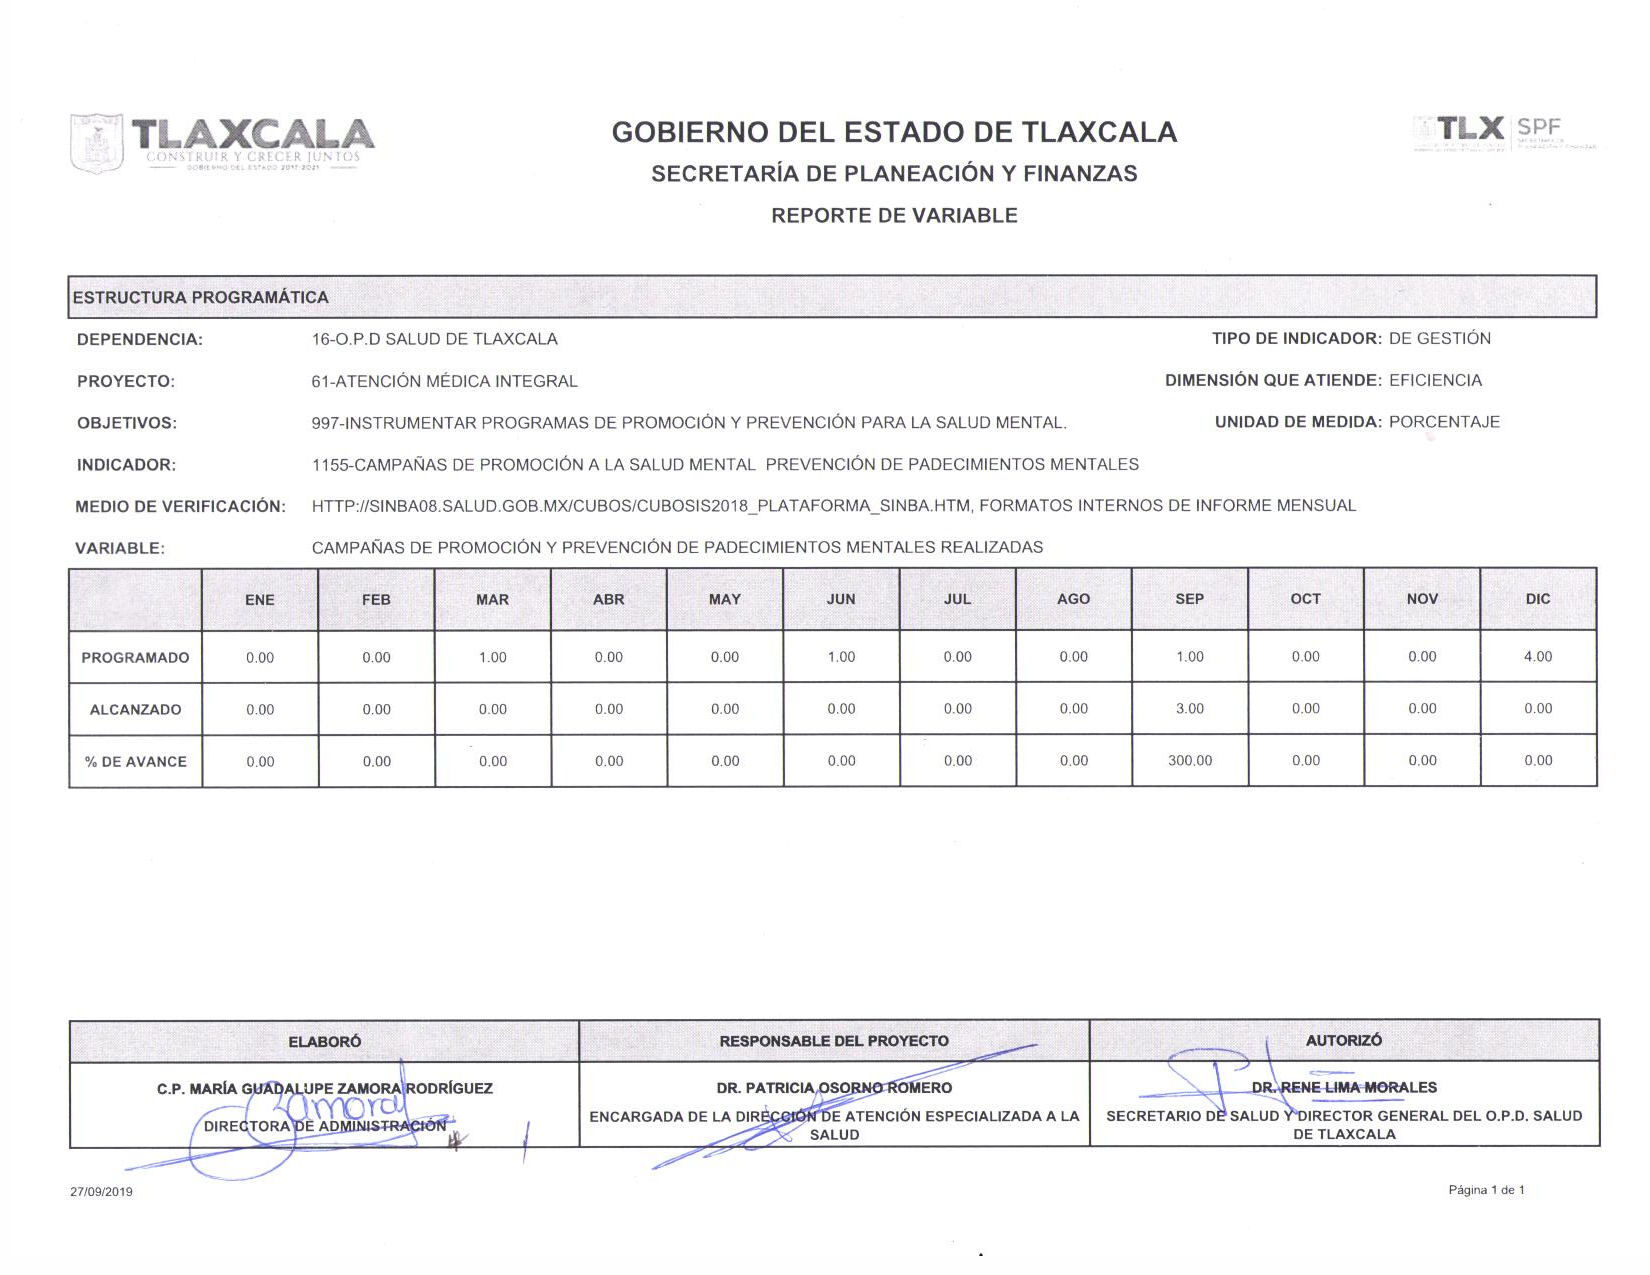 TLAXCALA
CONSTRUIR Y CRECER JUNTOS
GOBIERNO DEL ESTADO 2017-2021
GOBIERNO DEL ESTADO DE TLAXCALA
SECRETARÍA DE PLANEACIÓN Y FINANZAS
REPORTE DE VARIABLE
TLX SPF
ESTRUCTURA PROGRAMÁTICA
DEPENDENCIA: 16-O.P.D SALUD DE TLAXCALA TIPO DE INDICADOR: DE GESTIÓN
PROYECTO: 61-ATENCIÓN MÉDICA INTEGRAL DIMENSIÓN QUE ATIENDE: EFICIENCIA
OBJETIVOS: 997-INSTRUMENTAR PROGRAMAS DE PROMOCIÓN Y PREVENCIÓN PARA LA SALUD MENTAL. UNIDAD DE MEDIDA: PORCENTAJE
INDICADOR: 1155-CAMPAÑAS DE PROMOCIÓN A LA SALUD MENTAL PREVENCIÓN DE PADECIMIENTOS MENTALES
MEDIO DE VERIFICACIÓN: HTTP://SINBA08.SALUD.GOB.MX/CUBOS/CUBOSIS2018_PLATAFORMA_SINBA.HTM, FORMATOS INTERNOS DE INFORME MENSUAL
VARIABLE: CAMPAÑAS DE PROMOCIÓN Y PREVENCIÓN DE PADECIMIENTOS MENTALES REALIZADAS
ENE FEB MAR ABR MAY JUN JUL AGO SEP OCT NOV DIC
PROGRAMADO 0.00 0.00 1.00 0.00 0.00 1.00 0.00 0.00 1.00 0.00 0.00 4.00
ALCANZADO 0.00 0.00 0.00 0.00 0.00 0.00 0.00 0.00 3.00 0.00 0.00 0.00
% DE AVANCE 0.00 0.00 0.00 0.00 0.00 0.00 0.00 0.00 300.00 0.00 0.00 0.00
ELABORÓ RESPONSABLE DEL PROYECTO AUTORIZÓ
C.P. MARÍA GUADALUPE ZAMORA RODRÍGUEZ DR. PATRICIA OSORNO ROMERO DR. RENE LIMA MORALES
DIRECTORA DE ADMINISTRACIÓN ENCARGADA DE LA DIRECCIÓN DE ATENCIÓN ESPECIALIZADA A LA SECRETARIO DE SALUD Y DIRECTOR GENERAL DEL O.P.D. SALUD
SALUD DE TLAXCALA
27/09/2019 Página 1 de 1